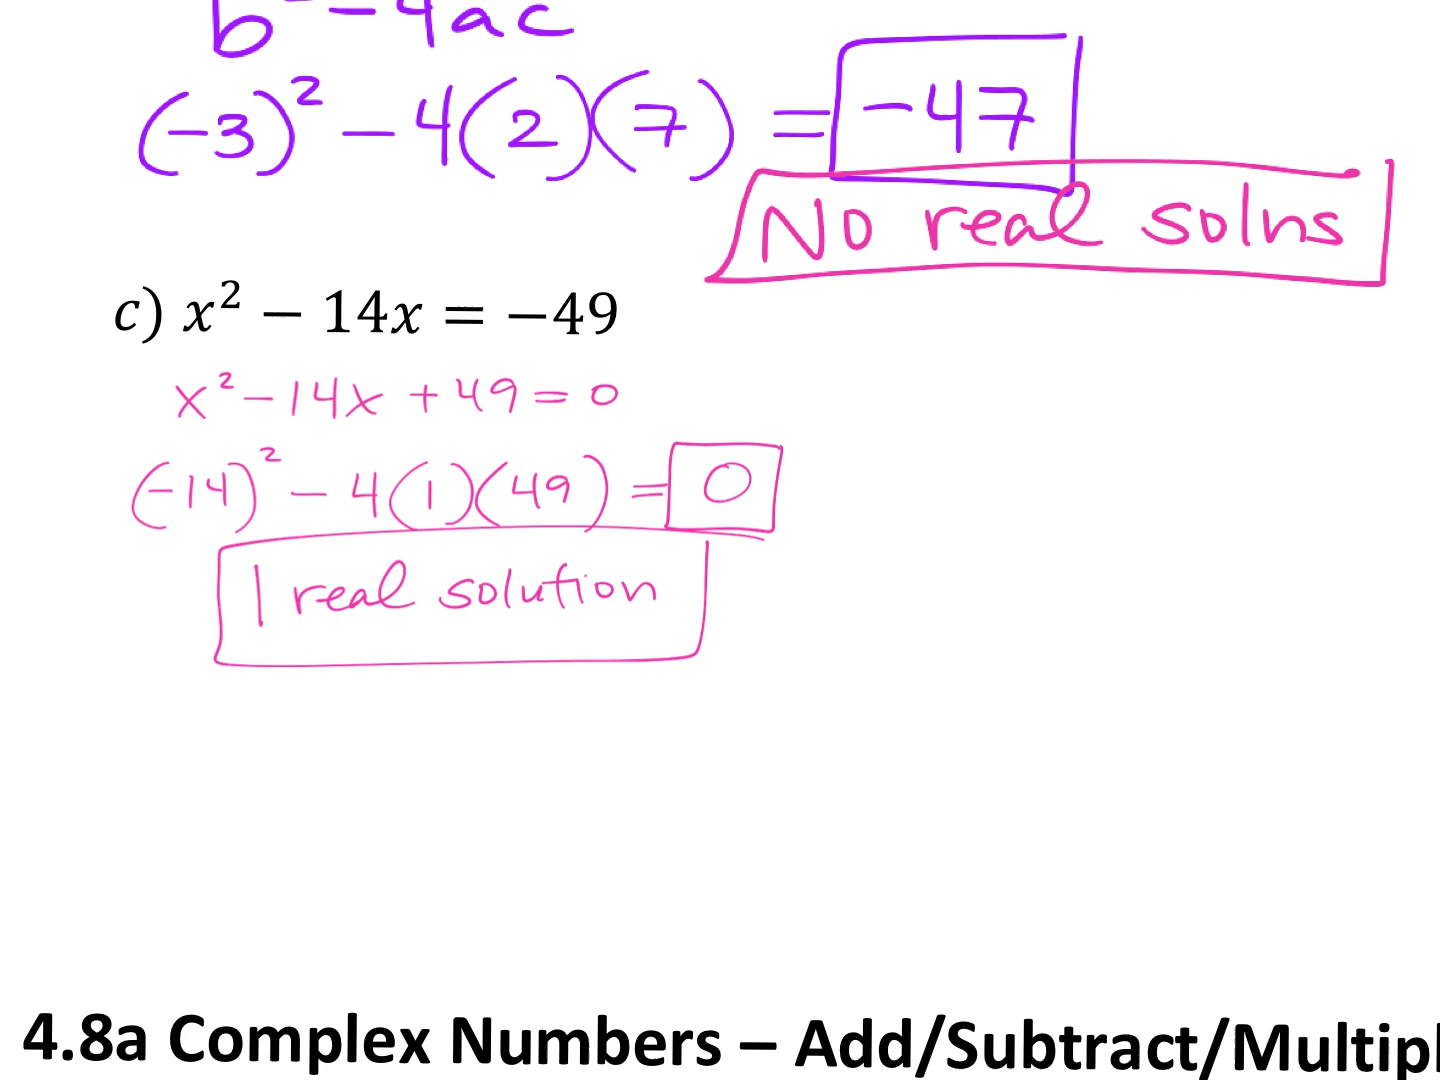 b² - 4ac
(-3)² - 4(2)(7) = -47
No real solns
c) x² − 14x = −49
x² - 14x + 49 = 0
(-14)² - 4(1)(49) = 0
1 real solution
4.8a Complex Numbers – Add/Subtract/Multipl